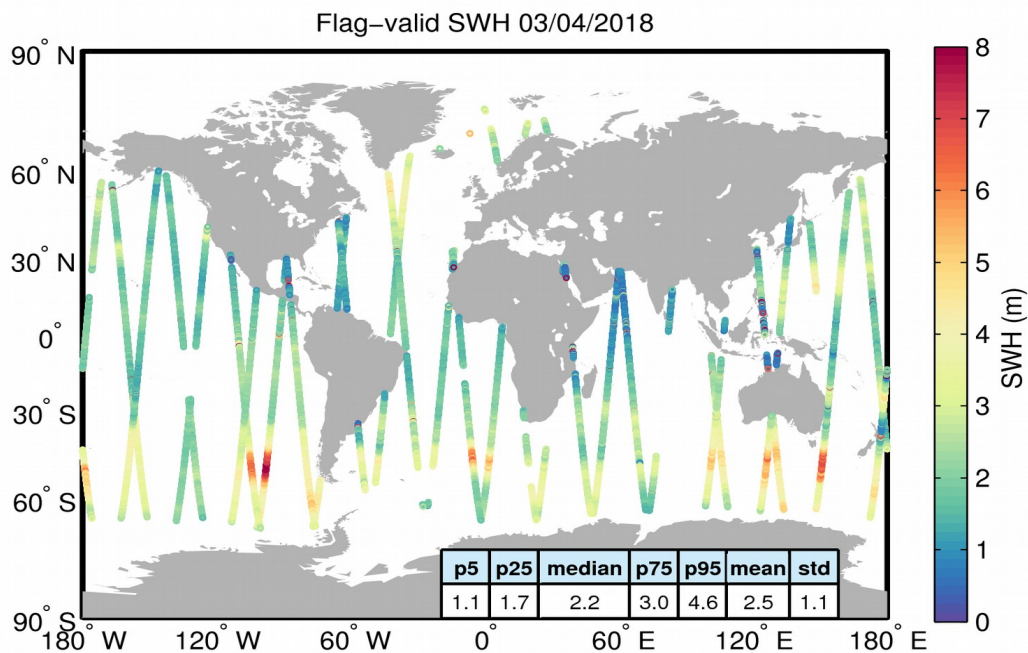 Flag−valid SWH 03/04/2018
90° N
60° N
30° N
0°
30° S
60° S
90° S
180° W
120° W
60° W
0°
60° E
120° E
180° E
p5 p25 median p75 p95 mean std
1.1 1.7 2.2 3.0 4.6 2.5 1.1
8
7
6
5
4
3
2
1
0
SWH (m)